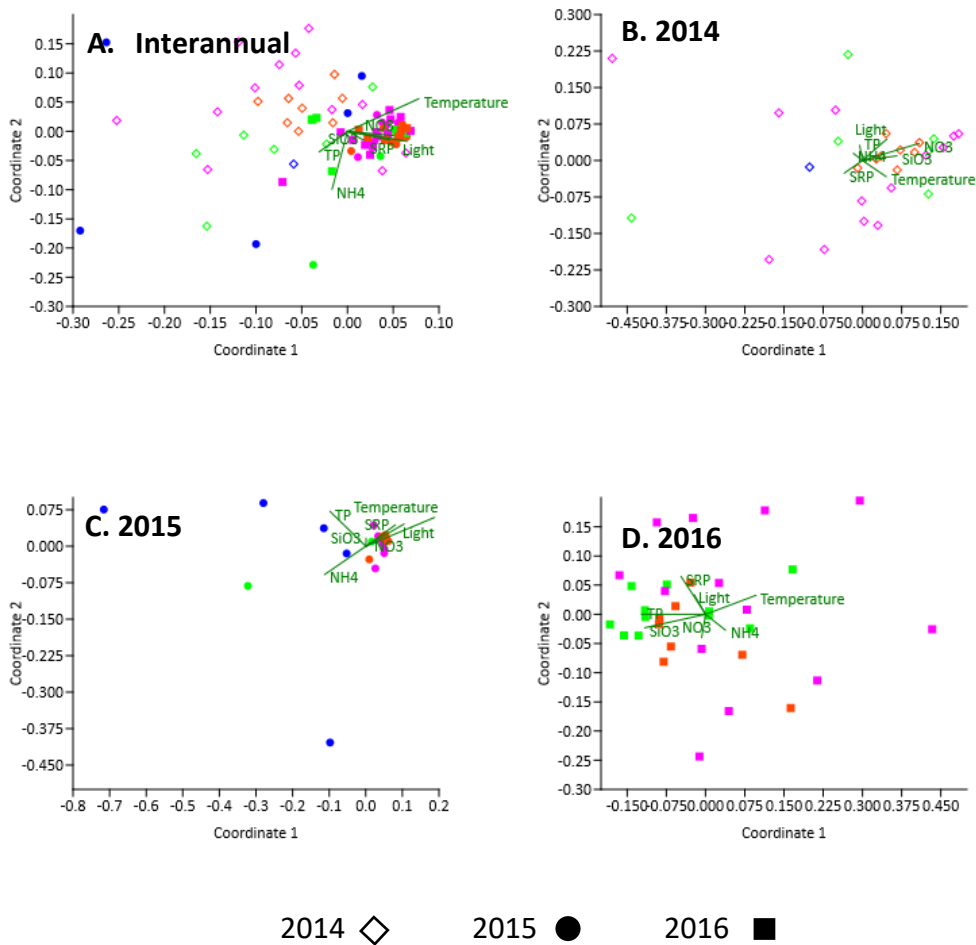 A. Interannual
0.15
0.10
0.05
0.00
-0.05
-0.10
-0.15
-0.20
-0.25
-0.30
Coordinate 2
Temperature
NO3
SiO3
SRP
Light
TP
NH4
-0.30 -0.25 -0.20 -0.15 -0.10 -0.05 0.00 0.05 0.10
Coordinate 1
B. 2014
0.300
0.225
0.150
0.075
0.000
-0.075
-0.150
-0.225
-0.300
Coordinate 2
Light
TP
NO3
NH4
SiO3
SRP
Temperature
-0.450 -0.375 -0.300 -0.225 -0.150 -0.075 0.000 0.075 0.150
Coordinate 1
C. 2015
0.075
0.000
-0.075
-0.150
-0.225
-0.300
-0.375
-0.450
Coordinate 2
Temperature
TP
SRP
Light
SiO3
NO3
NH4
-0.8 -0.7 -0.6 -0.5 -0.4 -0.3 -0.2 -0.1 0.0 0.1 0.2
Coordinate 1
D. 2016
0.15
0.10
0.05
0.00
-0.05
-0.10
-0.15
-0.20
-0.25
-0.30
Coordinate 2
SRP
Light
Temperature
TP
SiO3
NO3
NH4
-0.150 -0.075 0.000 0.075 0.150 0.225 0.300 0.375 0.450
Coordinate 1
2014 2015 2016